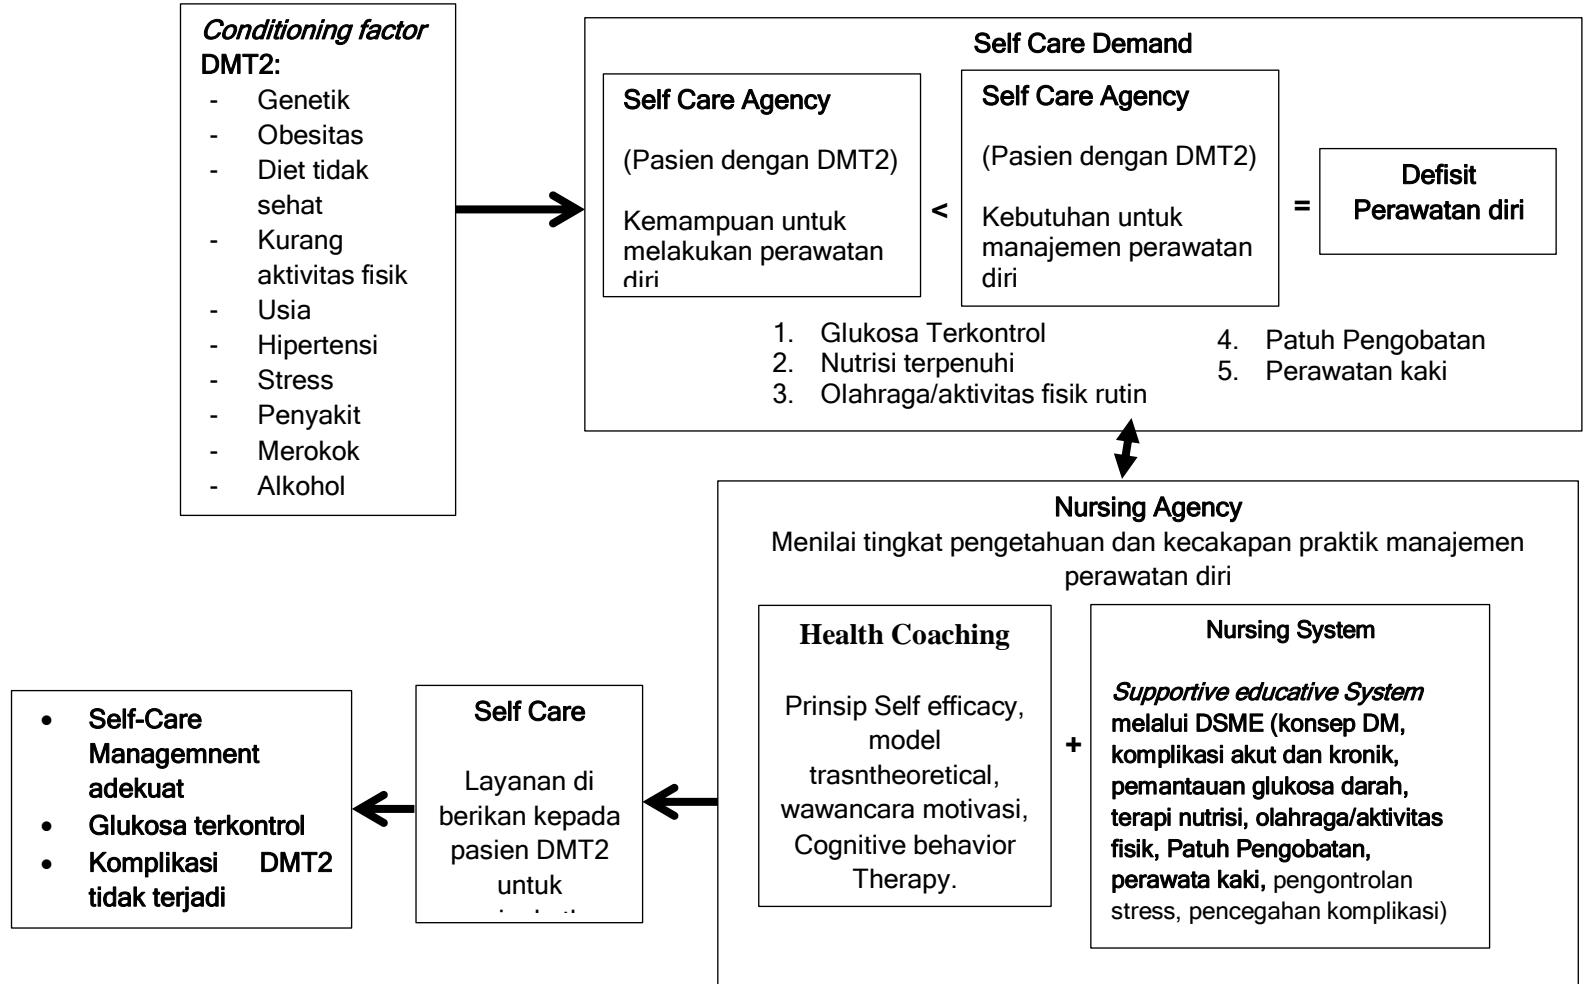 Conditioning factor
DMT2:
- Genetik
- Obesitas
- Diet tidak
sehat
- Kurang
aktivitas fisik
- Usia
- Hipertensi
- Stress
- Penyakit
- Merokok
- Alkohol
Self Care Demand
Self Care Agency
(Pasien dengan DMT2)
Kemampuan untuk
melakukan perawatan
diri
<
Self Care Agency
(Pasien dengan DMT2)
Kebutuhan untuk
manajemen perawatan
diri
=
Defisit
Perawatan diri
1. Glukosa Terkontrol
2. Nutrisi terpenuhi
3. Olahraga/aktivitas fisik rutin
4. Patuh Pengobatan
5. Perawatan kaki
Nursing Agency
Menilai tingkat pengetahuan dan kecakapan praktik manajemen
perawatan diri
Health Coaching
Prinsip Self efficacy,
model
trasntheoretical,
wawancara motivasi,
Cognitive behavior
Therapy.
+
Nursing System
Supportive educative System
melalui DSME (konsep DM,
komplikasi akut dan kronik,
pemantauan glukosa darah,
terapi nutrisi, olahraga/aktivitas
fisik, Patuh Pengobatan,
perawata kaki, pengontrolan
stress, pencegahan komplikasi)
Self Care
Layanan di
berikan kepada
pasien DMT2
untuk
• Self-Care
Managemnent
adekuat
• Glukosa terkontrol
• Komplikasi DMT2
tidak terjadi